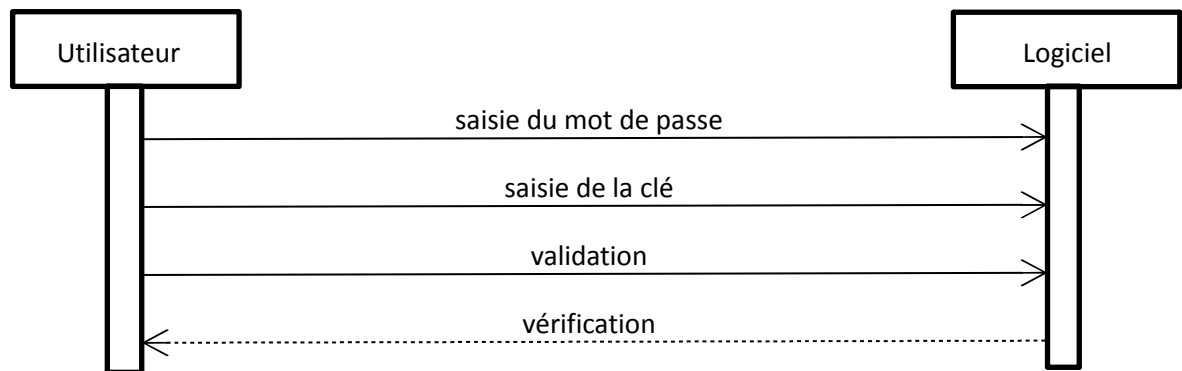 Utilisateur
Logiciel
saisie du mot de passe
saisie de la clé
validation
vérification